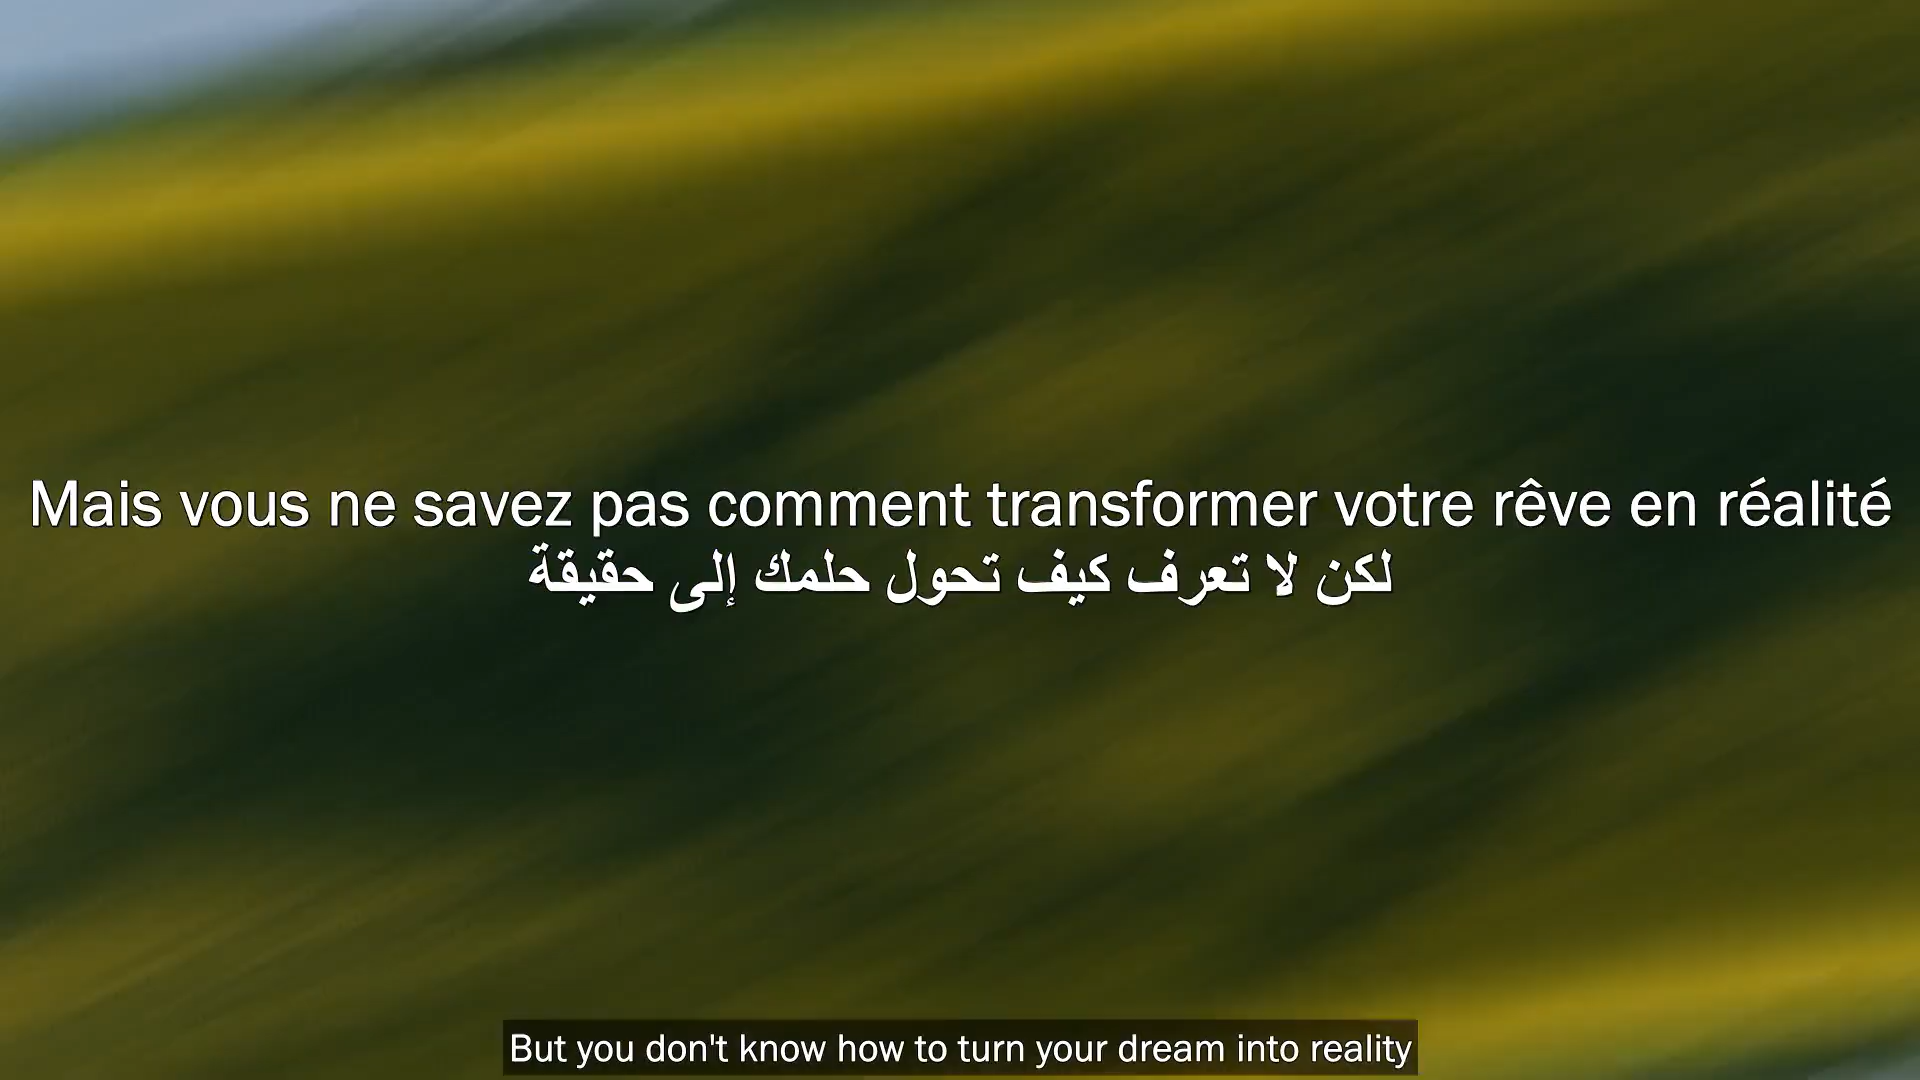 Mais vous ne savez pas comment transformer votre rêve en réalité
لكن لا تعرف كيف تحول حلمك إلى حقيقة
But you don't know how to turn your dream into reality